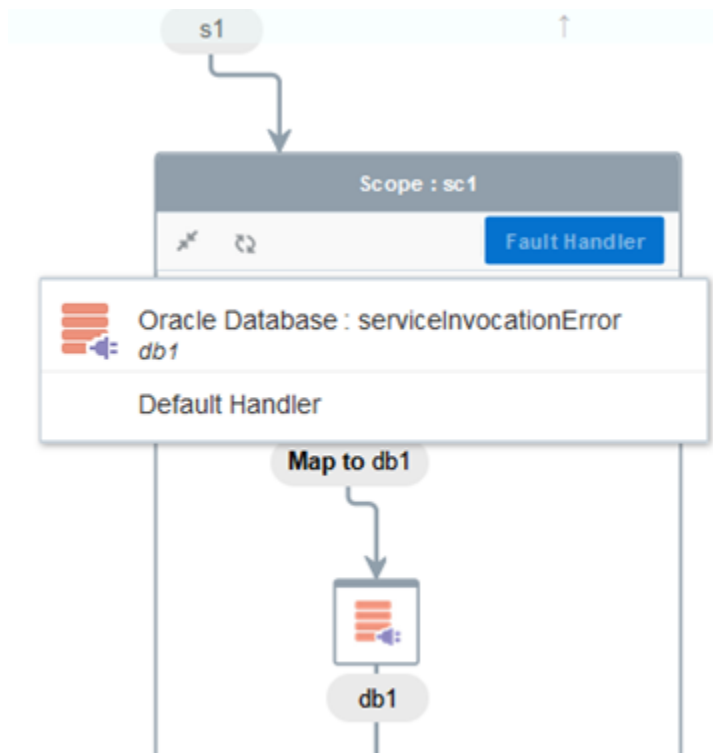 s1
Scope : sc1
Fault Handler
Oracle Database : serviceInvocationError
db1
Default Handler
Map to db1
db1